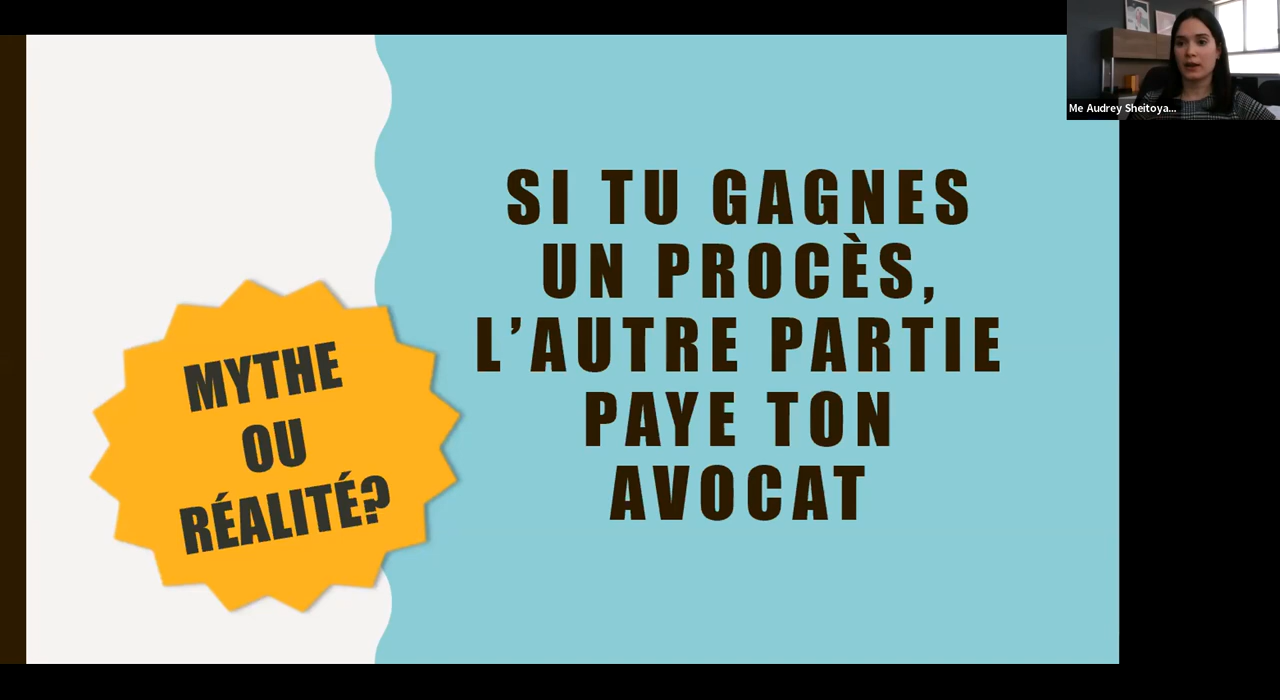 Me Audrey Sheitoya...
SI TU GAGNES
UN PROCÈS,
L'AUTRE PARTIE
PAYE TON
AVOCAT
MYTHE
OU
RÉALITÉ?